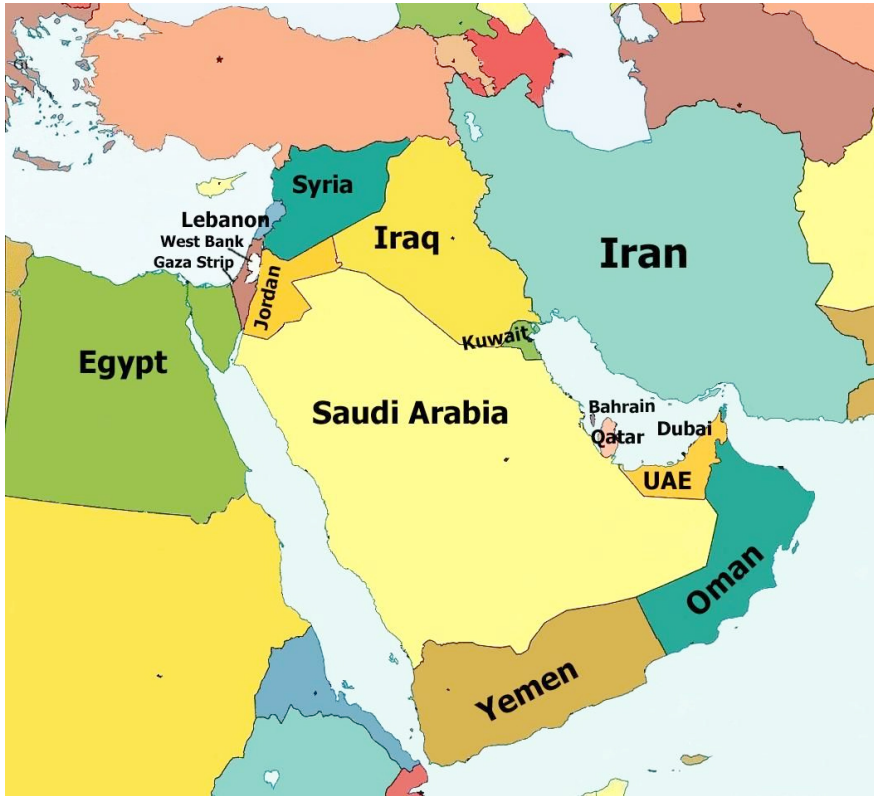 Syria
Lebanon
West Bank
Gaza Strip
Iraq
Iran
Jordan
Kuwait
Egypt
Saudi Arabia
Bahrain
Qatar
Dubai
UAE
Oman
Yemen